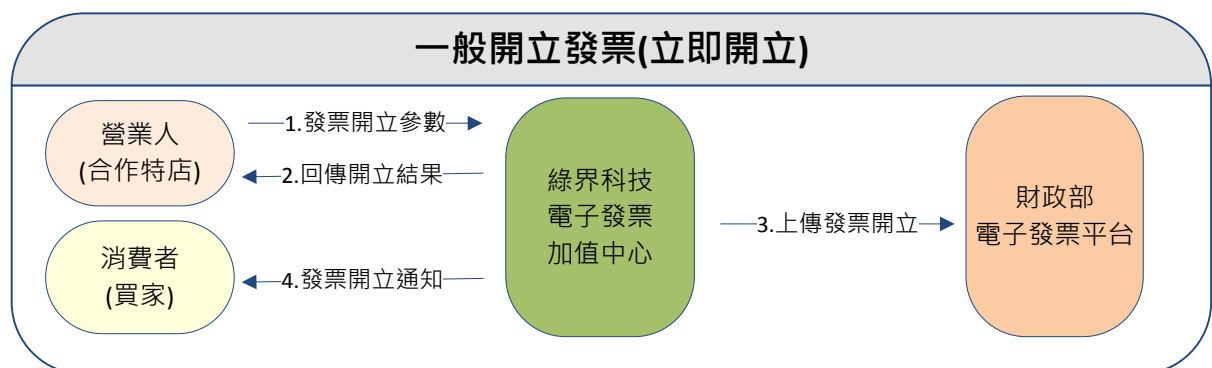 一般開立發票(立即開立)
營業人
(合作特店)
1.發票開立參數
2.回傳開立結果
綠界科技
電子發票
加值中心
3.上傳發票開立
財政部
電子發票平台
消費者
(買家)
4.發票開立通知